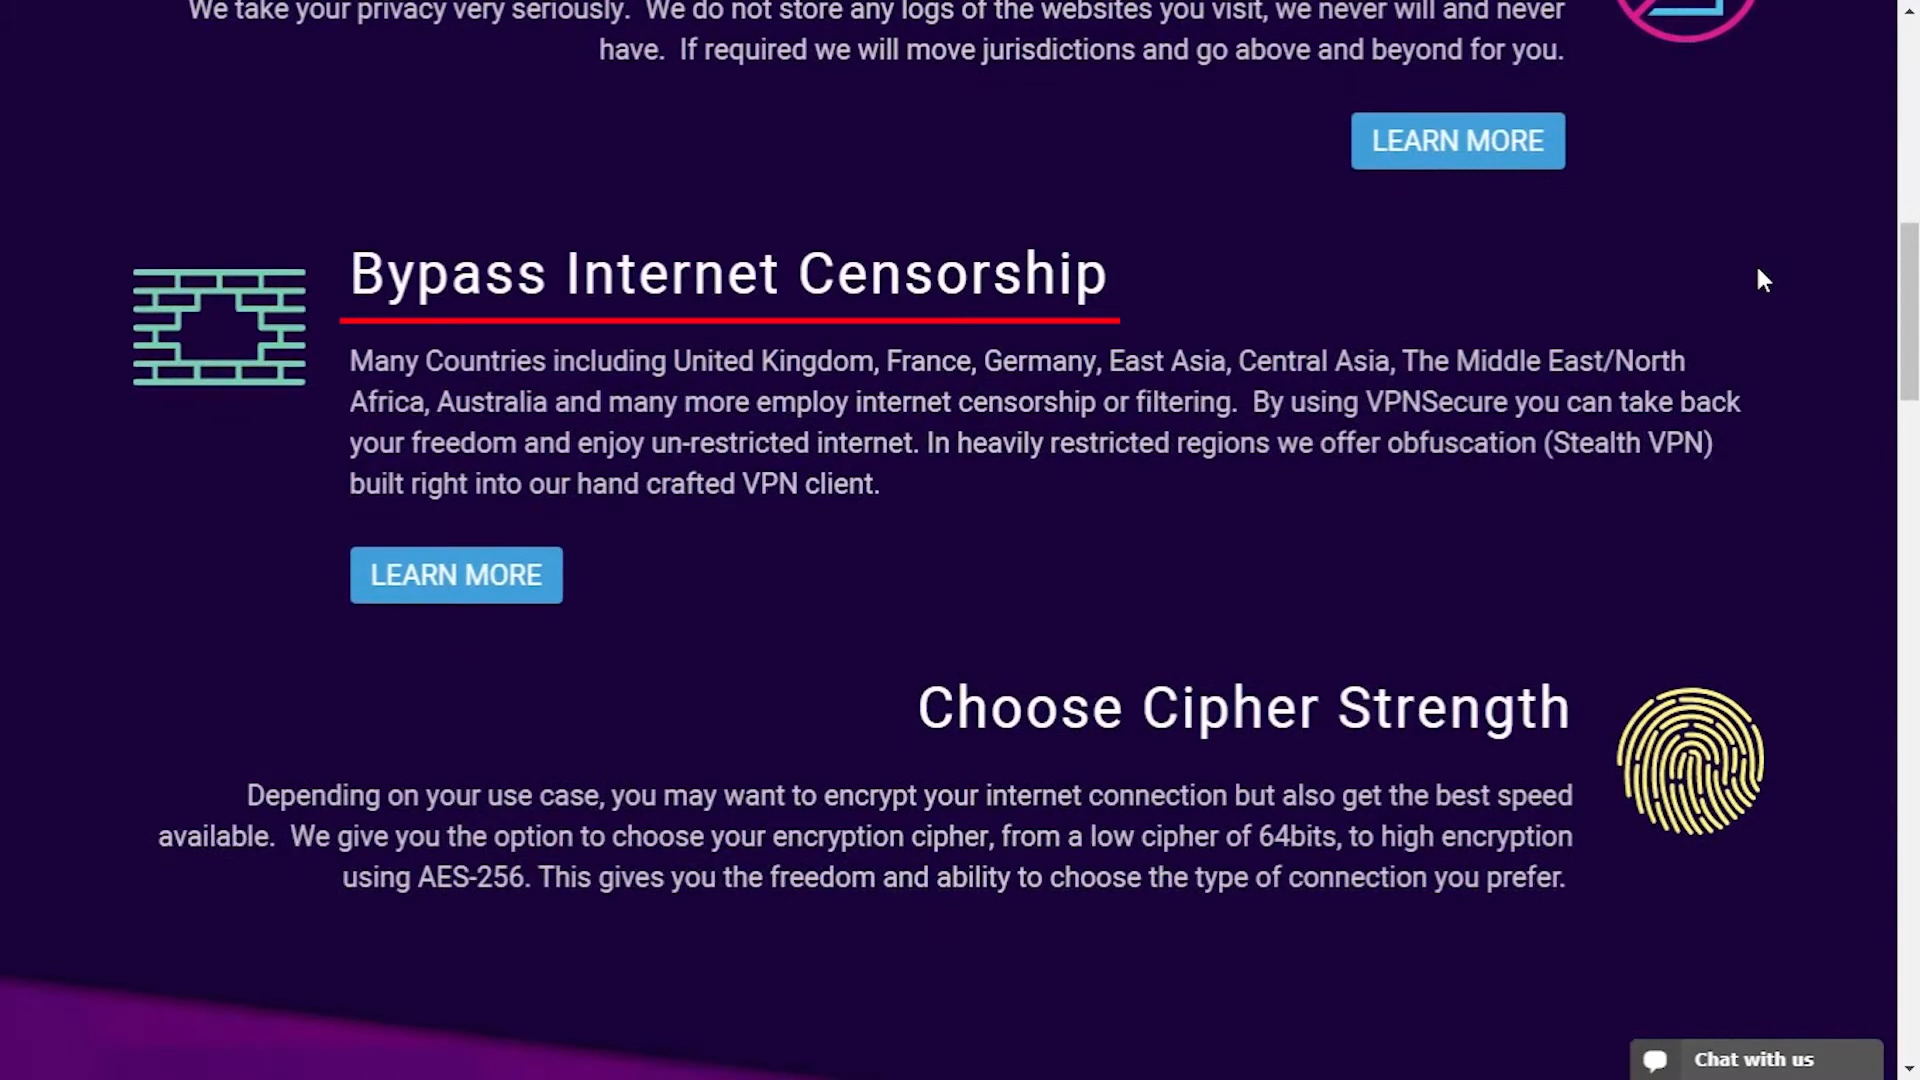 We take your privacy very seriously.  We do not store any logs of the websites you visit, we never will and never
have.  If required we will move jurisdictions and go above and beyond for you.
LEARN MORE
Bypass Internet Censorship
Many Countries including United Kingdom, France, Germany, East Asia, Central Asia, The Middle East/North
Africa, Australia and many more employ internet censorship or filtering.  By using VPNSecure you can take back
your freedom and enjoy un-restricted internet. In heavily restricted regions we offer obfuscation (Stealth VPN)
built right into our hand crafted VPN client.
LEARN MORE
Choose Cipher Strength
Depending on your use case, you may want to encrypt your internet connection but also get the best speed
available.  We give you the option to choose your encryption cipher, from a low cipher of 64bits, to high encryption
using AES-256. This gives you the freedom and ability to choose the type of connection you prefer.
Chat with us